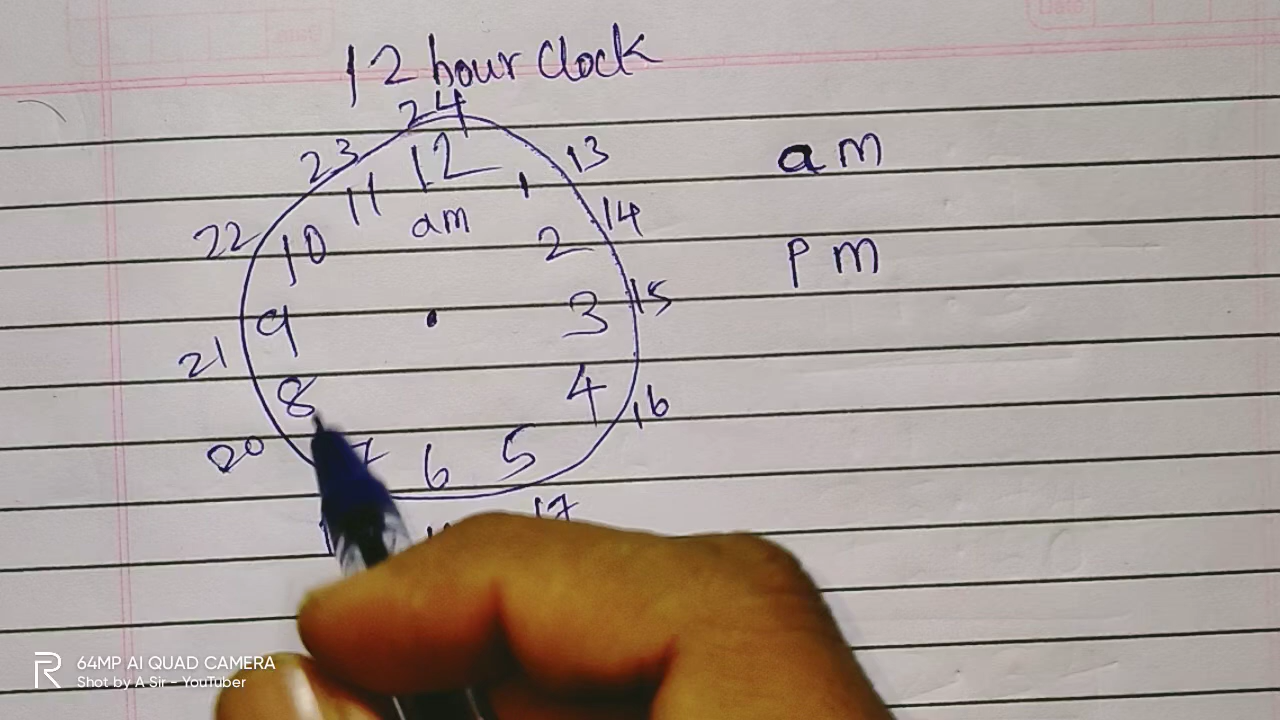 12 hour clock
24
23 12 13
11 1
am
22 10 2 14
9 3 15
21
8 4 16
20 6 5
17
am
pm
64MP AI QUAD CAMERA
Shot by A Sir - YouTuber